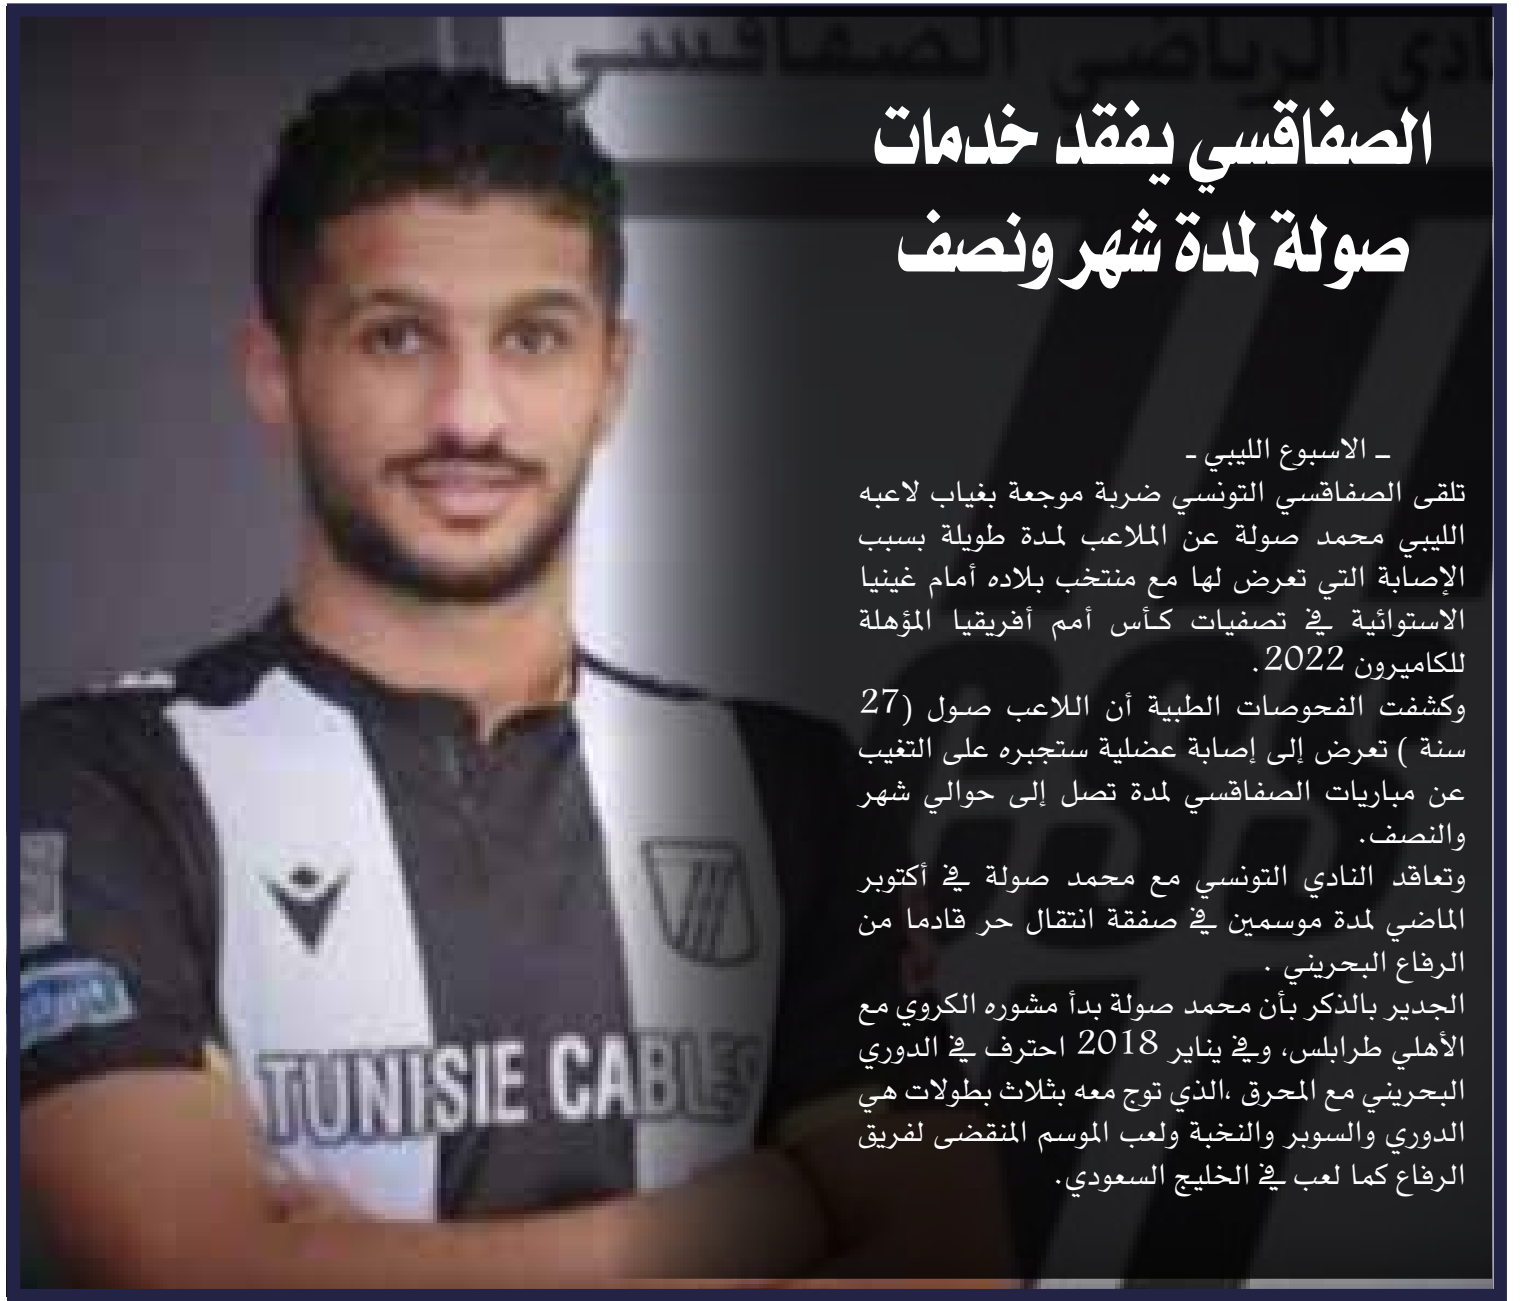 النادي الرياضي الصفاقسي
الصفاقسي يفقد خدمات
صولة لمدة شهر ونصف
ـ الاسبوع الليبي ـ
تلقى الصفاقسي التونسي ضربة موجعة بغياب لاعبه
الليبي محمد صولة عن الملاعب لمدة طويلة بسبب
الإصابة التي تعرض لها مع منتخب بلاده أمام غينيا
الاستوائية في تصفيات كأس أمم أفريقيا المؤهلة
للكاميرون 2022.
وكشفت الفحوصات الطبية أن اللاعب صول (27
سنة ) تعرض إلى إصابة عضلية ستجبره على التغيب
عن مباريات الصفاقسي لمدة تصل إلى حوالي شهر
والنصف.
وتعاقد النادي التونسي مع محمد صولة في أكتوبر
الماضي لمدة موسمين في صفقة انتقال حر قادما من
الرفاع البحريني .
الجدير بالذكر بأن محمد صولة بدأ مشوره الكروي مع
الأهلي طرابلس، وفي يناير 2018 احترف في الدوري
البحريني مع المحرق ،الذي توج معه بثلاث بطولات هي
الدوري والسوبر والنخبة ولعب الموسم المنقضى لفريق
الرفاع كما لعب في الخليج السعودي.
TUNISIE CABLES